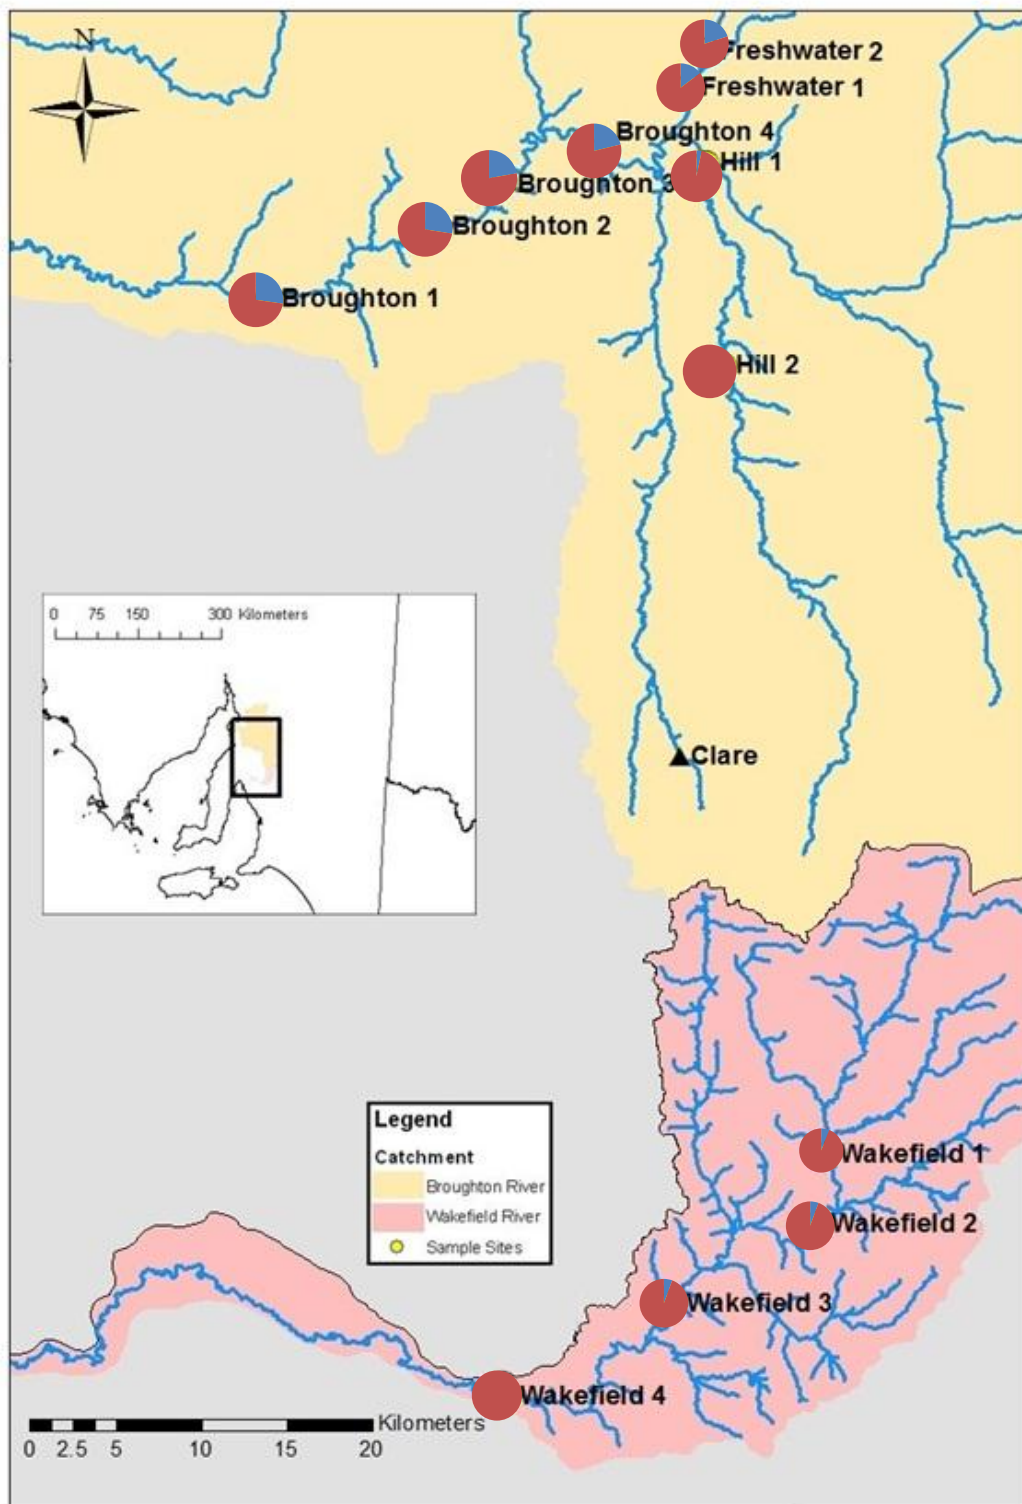 N
Freshwater 2
Freshwater 1
Broughton 4
Hill 1
Broughton 3
Broughton 2
Broughton 1
Hill 2
0 75 150 300 Kilometers
Clare
Legend
Catchment
Broughton River
Wakefield River
Sample Sites
Wakefield 1
Wakefield 2
Wakefield 3
Wakefield 4
Kilometers
0 2.5 5 10 15 20